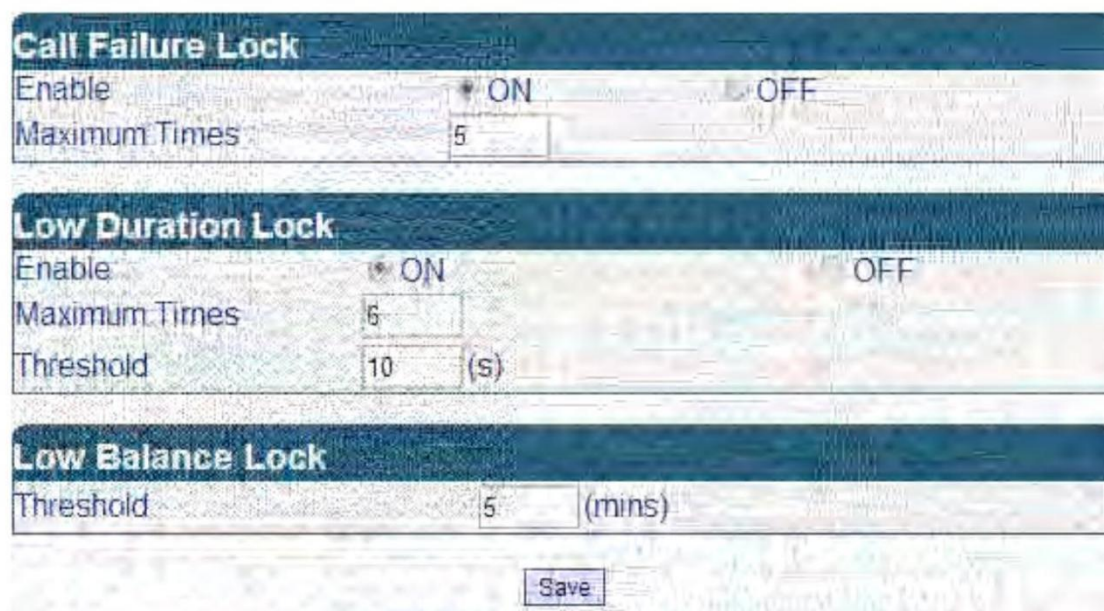 Call Failure Lock
Enable ON OFF
Maximum Times 5
Low Duration Lock
Enable ON OFF
Maximum Times 6
Threshold 10 (s)
Low Balance Lock
Threshold 5 (mins)
Save